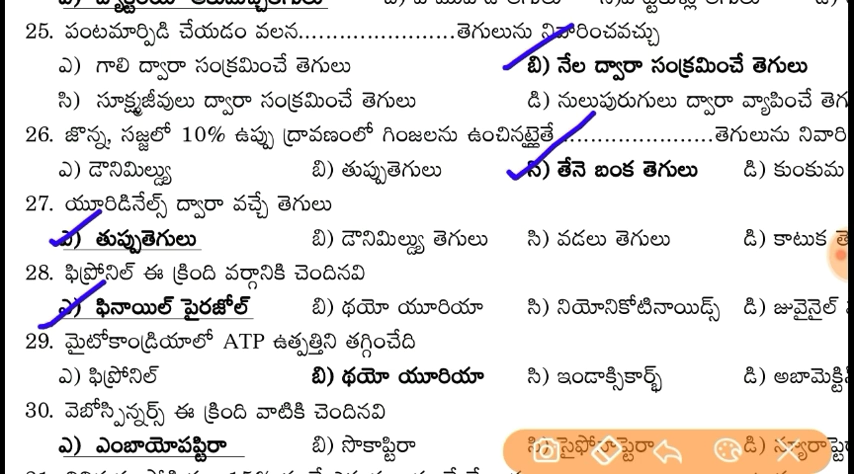 25. పంటమార్పిడి చేయడం వలన........................తెగులును నివారించవచ్చు
ఎ) గాలి ద్వారా సంక్రమించే తెగులు బి) నేల ద్వారా సంక్రమించే తెగులు
సి) సూక్ష్మజీవులు ద్వారా సంక్రమించే తెగులు డి) నులుపురుగులు ద్వారా వ్యాపించే
26. జొన్న, సజ్జలో 10% ఉప్పు ద్రావణంలో గింజలను ఉంచినట్లైతే........................తెగులును
ఎ) డౌనిమిల్డ్యు బి) తుప్పుతెగులు సి) తేనె బంక తెగులు డి) కుంకుమ
27. యూరిడినేల్స్ ద్వారా వచ్చే తెగులు
ఎ) తుప్పుతెగులు బి) డౌనిమిల్డ్యు తెగులు సి) వడలు తెగులు డి) కాటుక
28. ఫిప్రోనిల్ ఈ క్రింది వర్గానికి చెందినవి
ఎ) ఫినాయిల్ పైరజోల్ బి) థయో యూరియా సి) నియోనికోటినాయిడ్స్ డి) జువైనైల్
29. మైటోకాండ్రియాలో ATP ఉత్పత్తిని తగ్గించేది
ఎ) ఫిప్రోనిల్ బి) థయో యూరియా సి) ఇండాక్సికార్బ్ డి)
30. వెబోస్పిన్నర్స్ ఈ క్రింది వాటికి చెందినవి
ఎ) ఎంబాయోపప్టిరా బి) సొకాప్టిరా సి) డి)